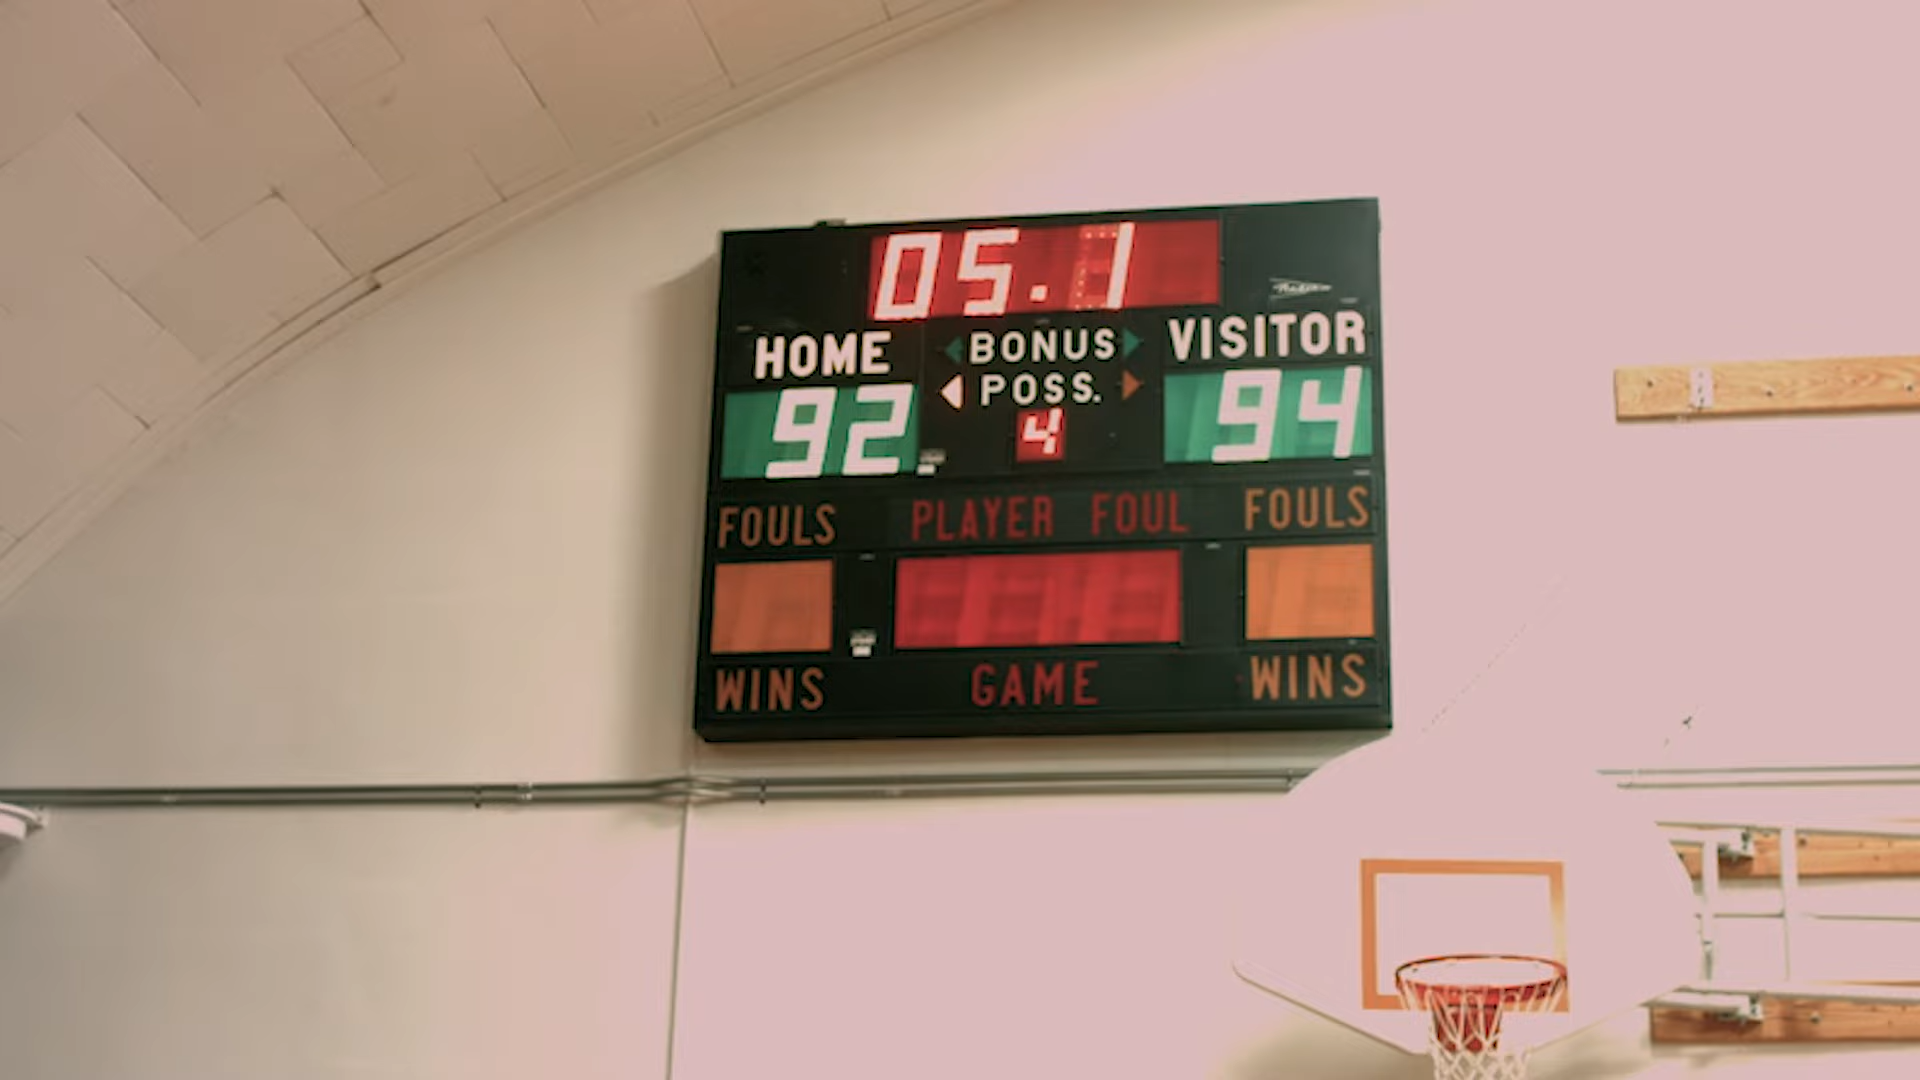 05.1
HOME BONUS VISITOR
92 POSS. 94
4
FOULS PLAYER FOUL FOULS
WINS GAME WINS